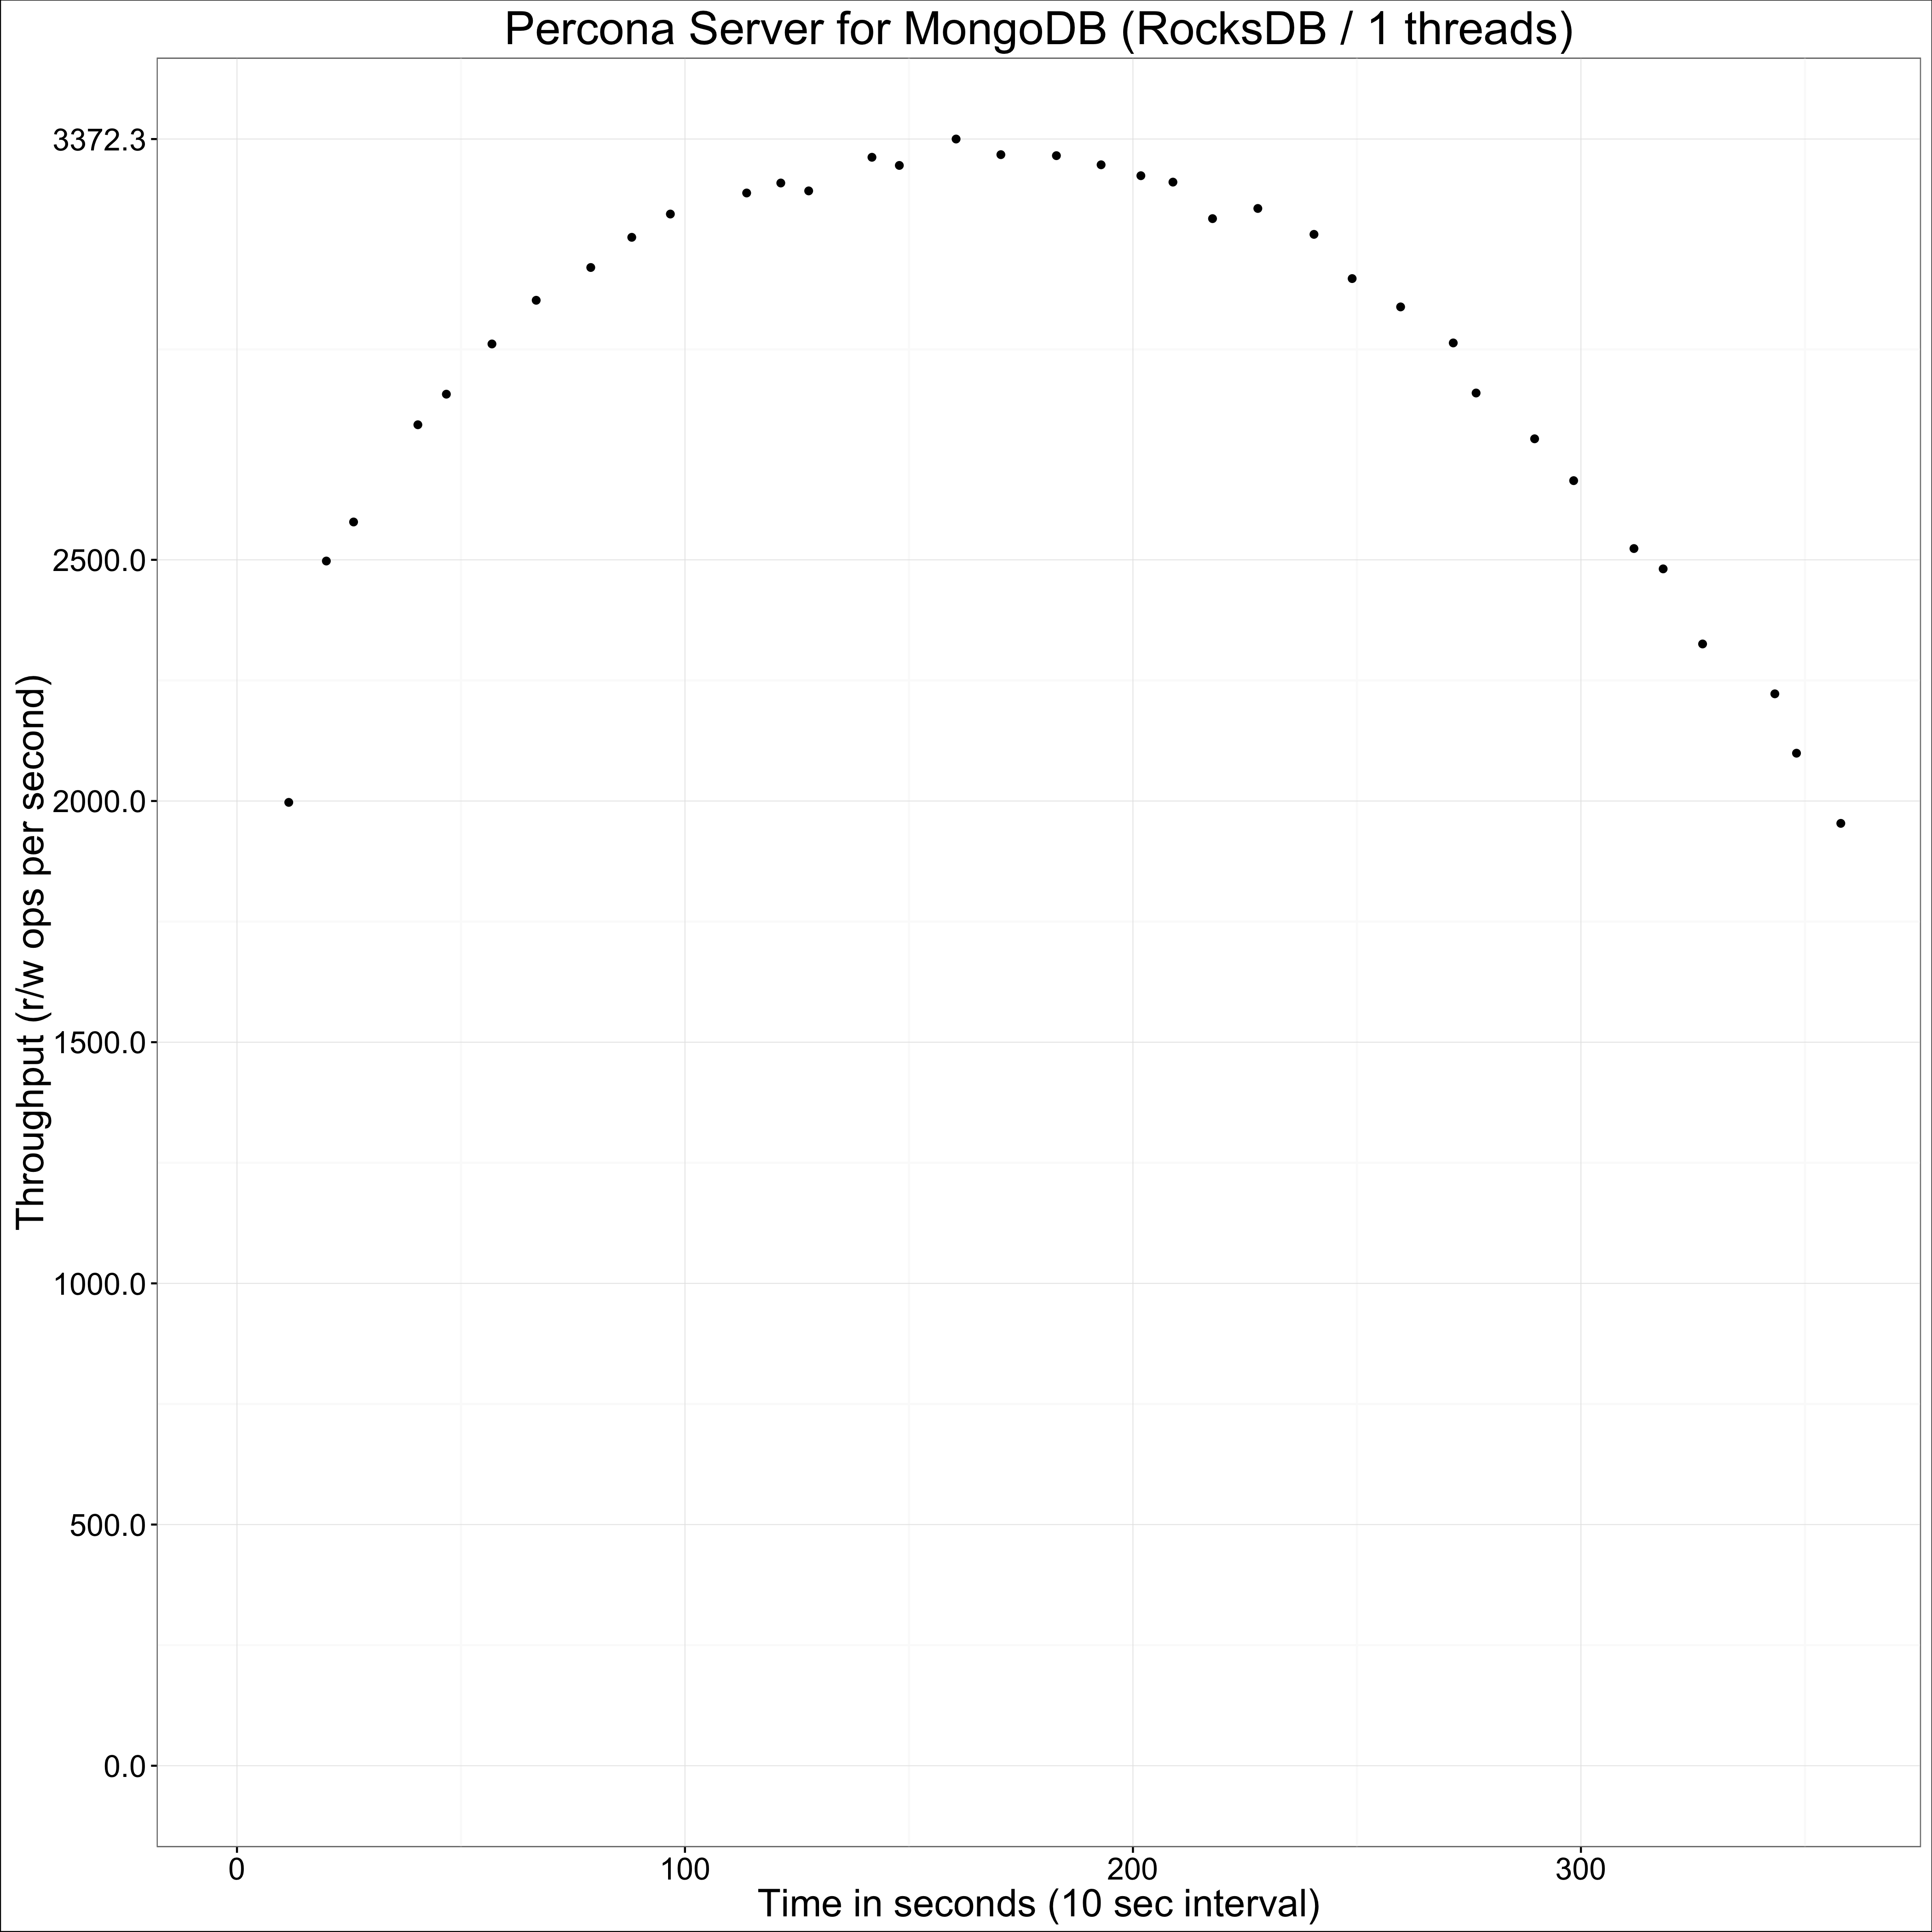 Percona Server for MongoDB (RocksDB / 1 threads)
3372.3
2500.0
2000.0
1500.0
1000.0
500.0
0.0
Throughput (r/w ops per second)
0 100 200 300
Time in seconds (10 sec interval)